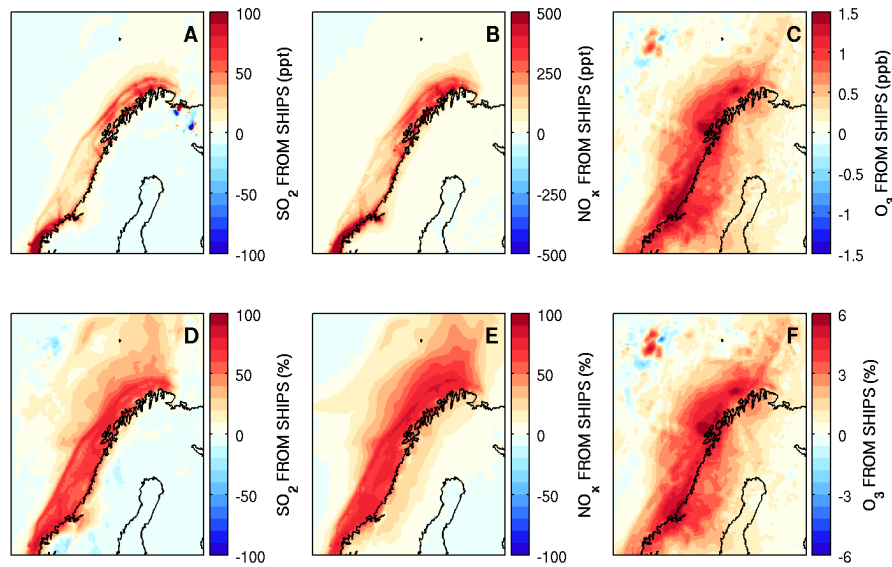 A
100
50
0
-50
-100
SO2 FROM SHIPS (ppt)
B
500
250
0
-250
-500
NOx FROM SHIPS (ppt)
C
1.5
1
0.5
0
-0.5
-1
-1.5
O3 FROM SHIPS (ppb)
D
100
50
0
-50
-100
SO2 FROM SHIPS (%)
E
100
50
0
-50
-100
NOx FROM SHIPS (%)
F
6
3
0
-3
-6
O3 FROM SHIPS (%)